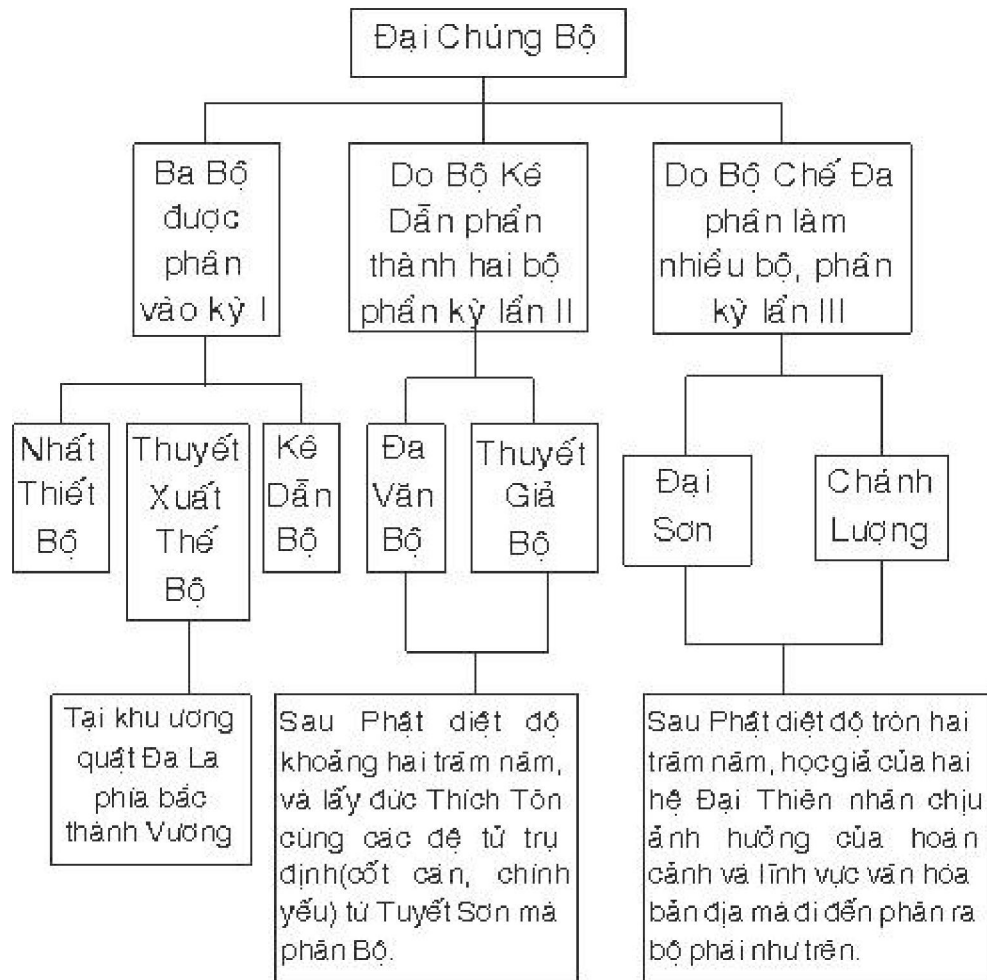 Đại Chúng Bộ
Ba Bộ
được
phân
vào kỳ I
Do Bộ Kê
Dẫn phẩn
thành hai bộ
phẩn kỳ lẩn II
Do Bộ Chế Đa
phân làm
nhiều bộ, phân
kỳ lẩn III
Nhất
Thiết
Bộ
Thuyết
Xuất
Thế
Bộ
Kê
Dẫn
Bộ
Đa
Văn
Bộ
Thuyết
Giả
Bộ
Đại
Sơn
Chánh
Lượng
Tại khu ương
quật Đa La
phía bắc
thành Vương
Sau Phật diệt độ
khoảng hai trăm năm,
và lấy đức Thích Tôn
cùng các đệ tử trụ
định(cốt cán, chính
yếu) từ Tuyết Sơn mà
phân Bộ.
Sau Phật diệt độ tròn hai
trăm năm, học giả của hai
hệ Đại Thiên nhân chịu
ảnh hưởng của hoàn
cảnh và lĩnh vực văn hóa
bản địa mà đi đến phân ra
bộ phái như trên.